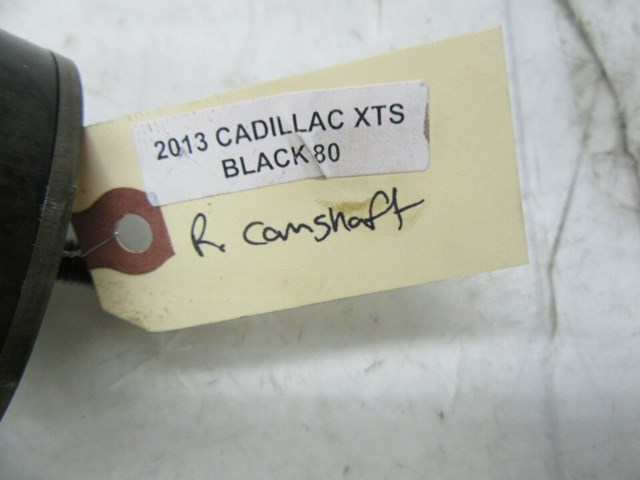 2013 CADILLAC XTS
BLACK 80
R. camshaft